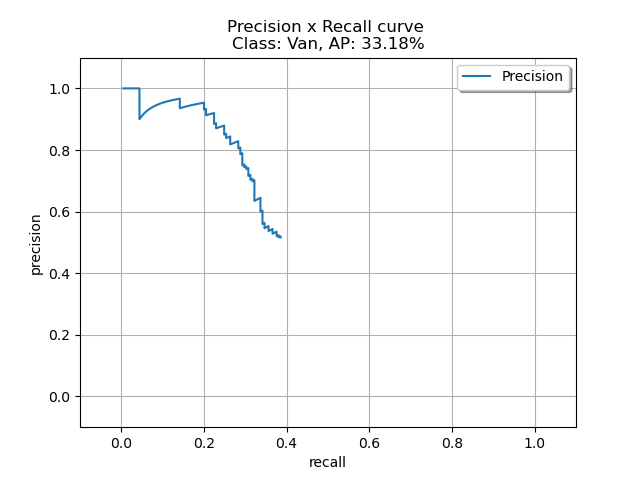 Precision x Recall curve
Class: Van, AP: 33.18%
Precision
1.0
0.8
0.6
0.4
0.2
0.0
precision
0.0 0.2 0.4 0.6 0.8 1.0
recall